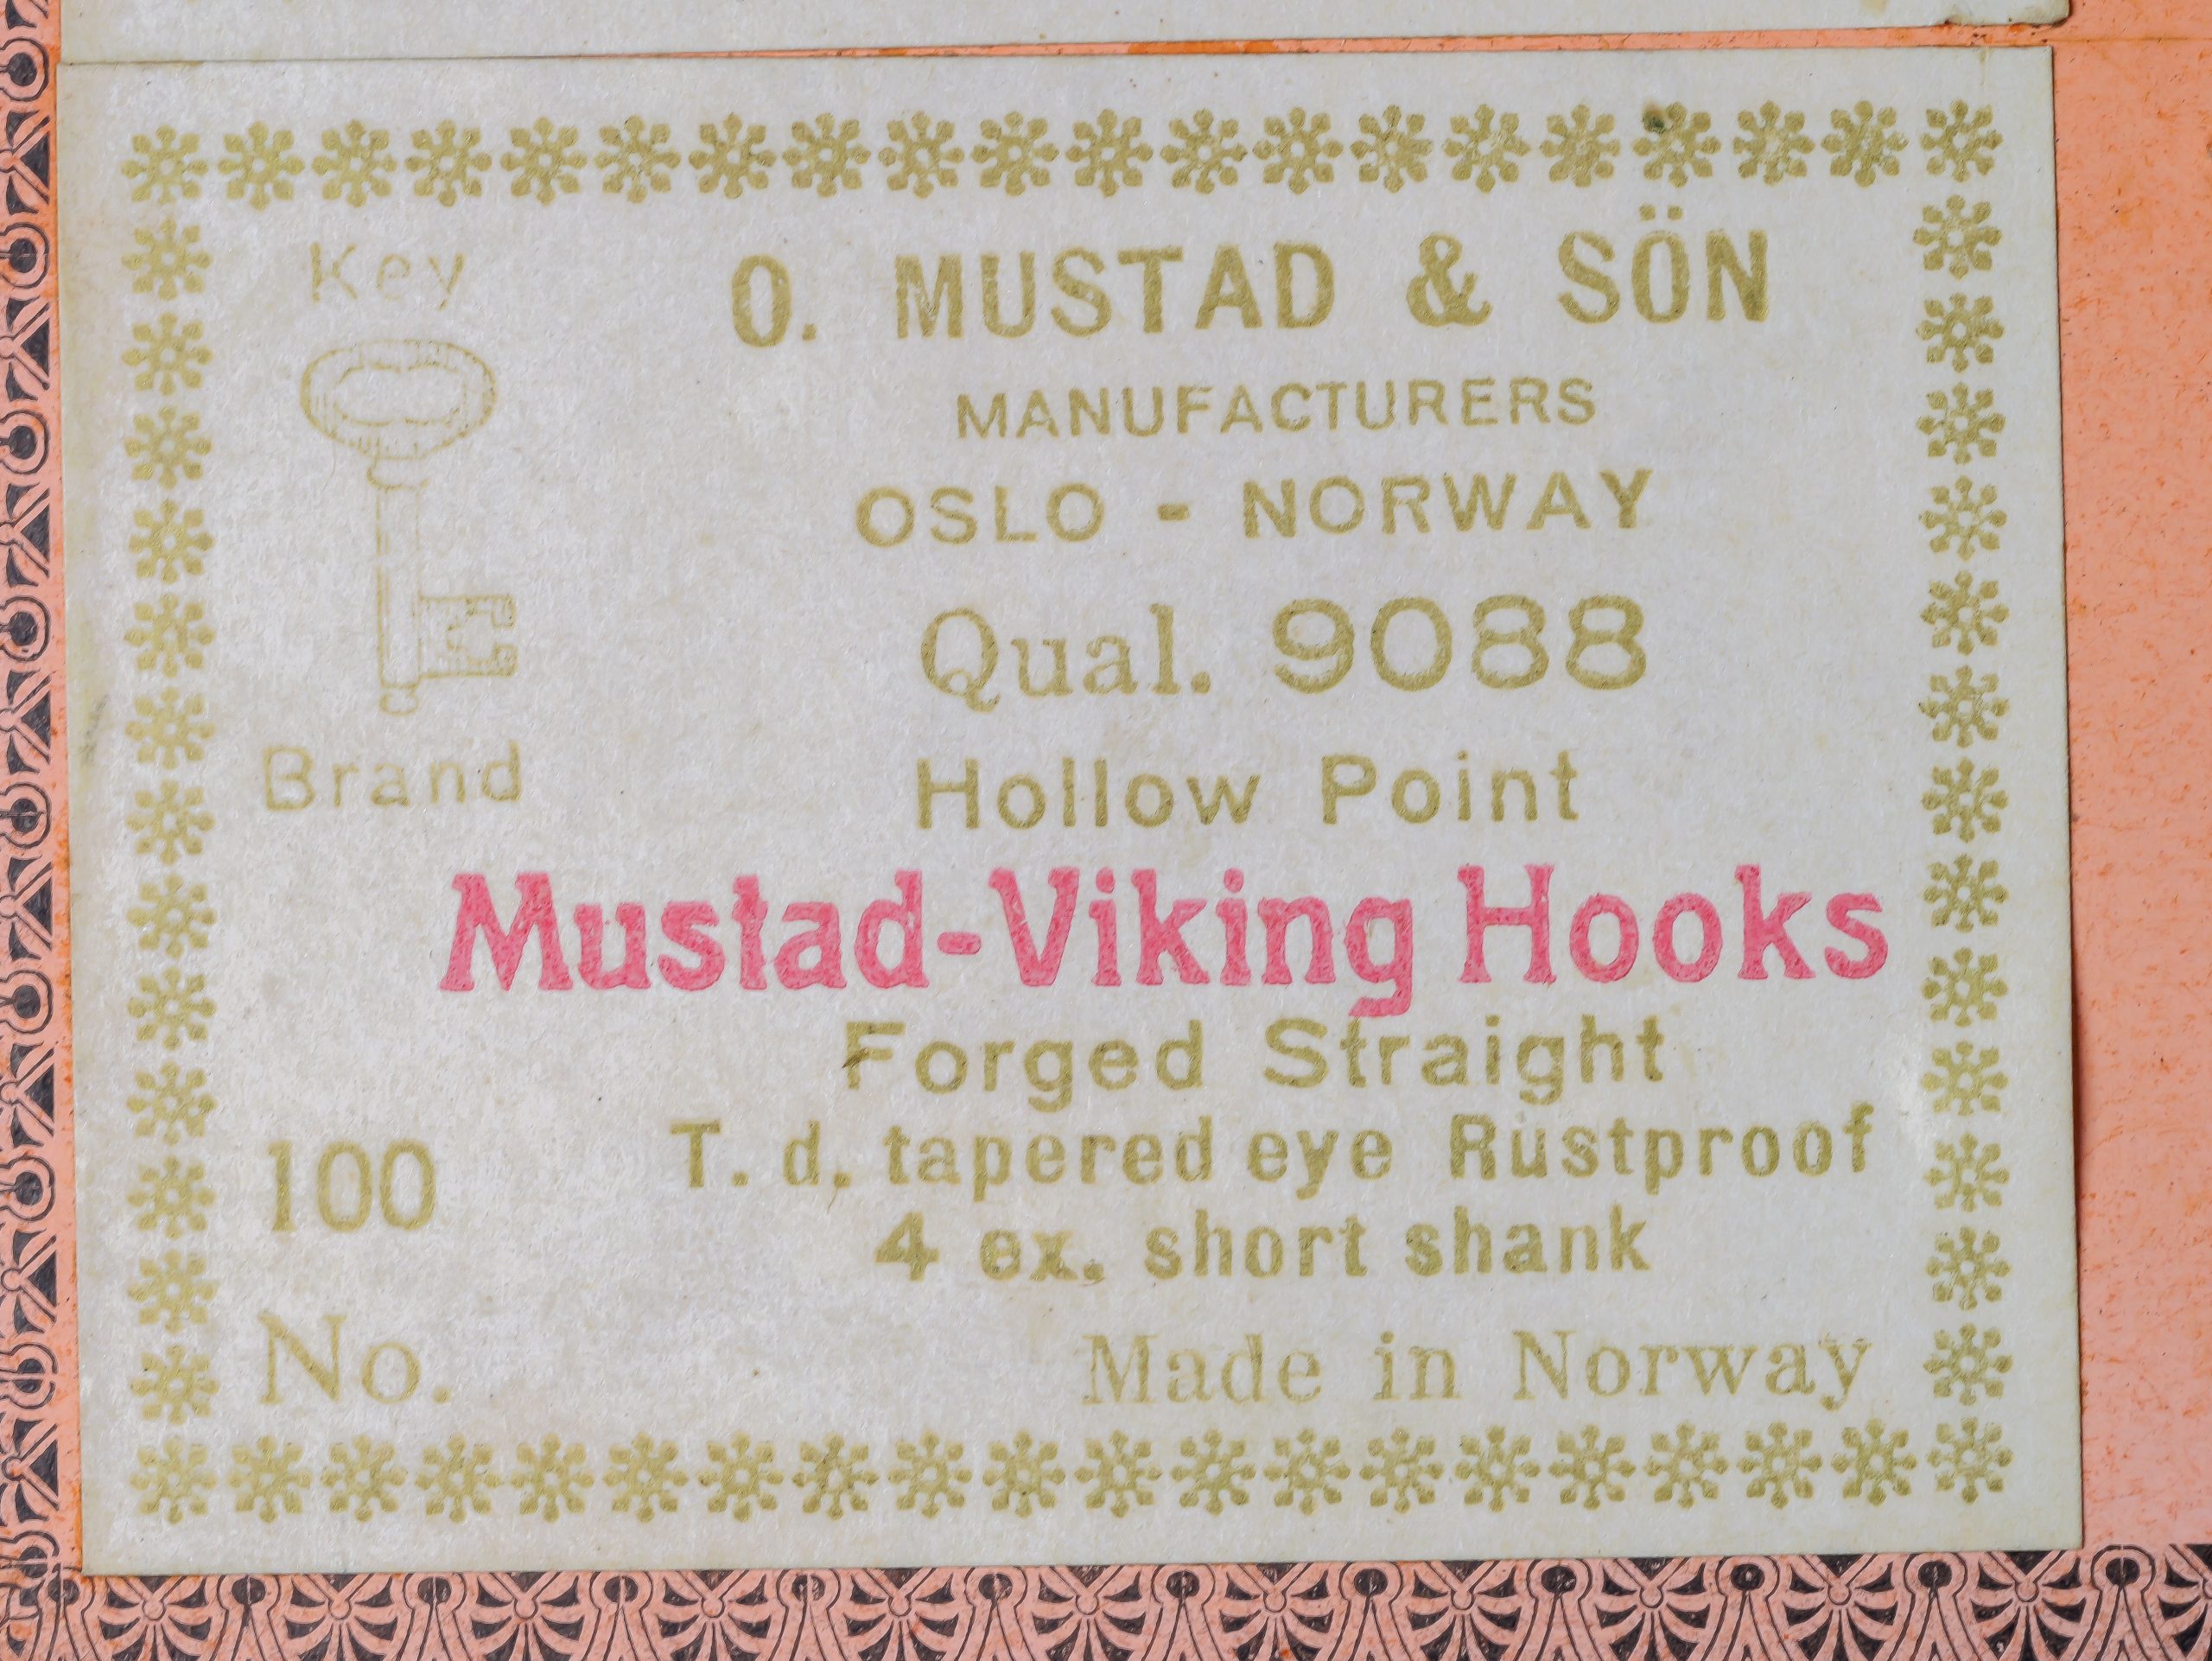 Key
O. MUSTAD & SÖN
MANUFACTURERS
OSLO - NORWAY
Qual. 9088
Brand
Hollow Point
Mustad-Viking Hooks
Forged Straight
100 T. d. tapered eye Rustproof
4 ex. short shank
No. Made in Norway